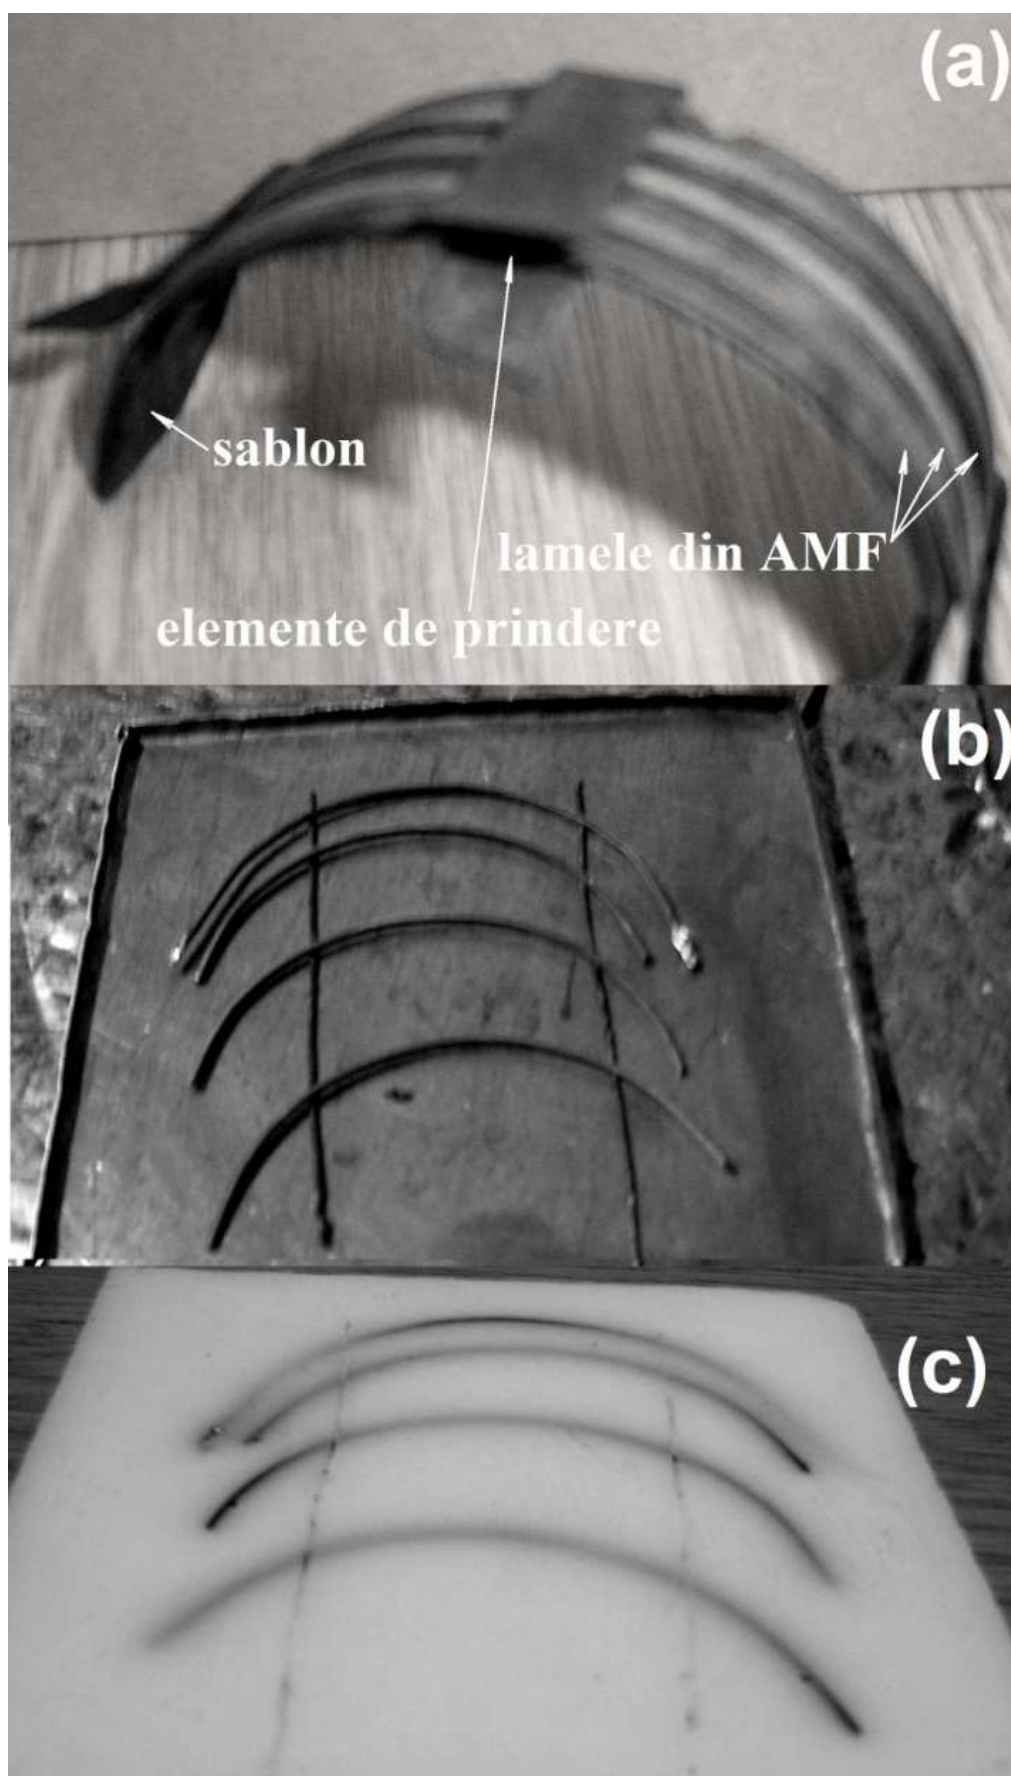 (a)
sablon
lamele din AMF
elemente de prindere
(b)
(c)